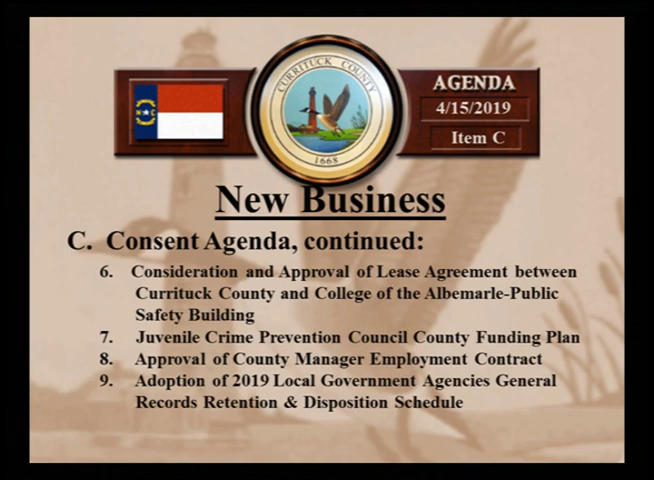 CURRITUCK COUNTY
1668
N C
AGENDA
4/15/2019
Item C
New Business
C. Consent Agenda, continued:
6. Consideration and Approval of Lease Agreement between
Currituck County and College of the Albemarle-Public
Safety Building
7. Juvenile Crime Prevention Council County Funding Plan
8. Approval of County Manager Employment Contract
9. Adoption of 2019 Local Government Agencies General
Records Retention & Disposition Schedule